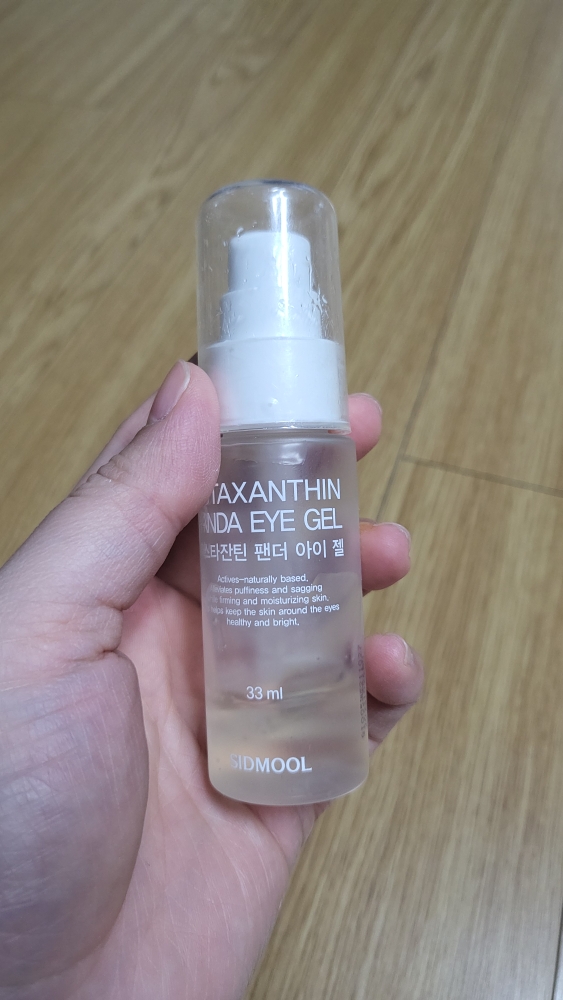 TAXANTHIN
NDA EYE GEL
스타잔틴 팬더 아이 젤
Actives-naturally based,
puffiness and sagging
firming and moisturizing skin,
keep the skin around the eyes
healthy and bright,
33 ml
SIDMOOL